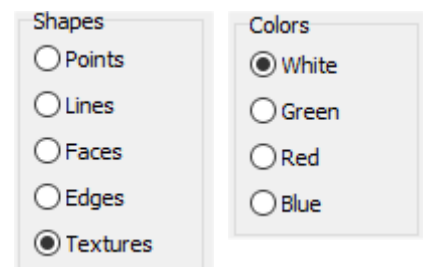 Shapes
Points
Lines
Faces
Edges
Textures
Colors
White
Green
Red
Blue